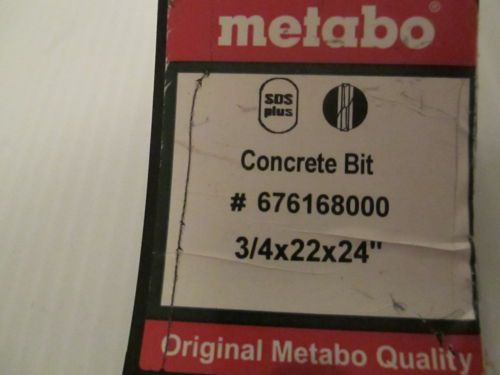 metabo®
SDS
plus
Concrete Bit
# 676168000
3/4x22x24"
Original Metabo Quality